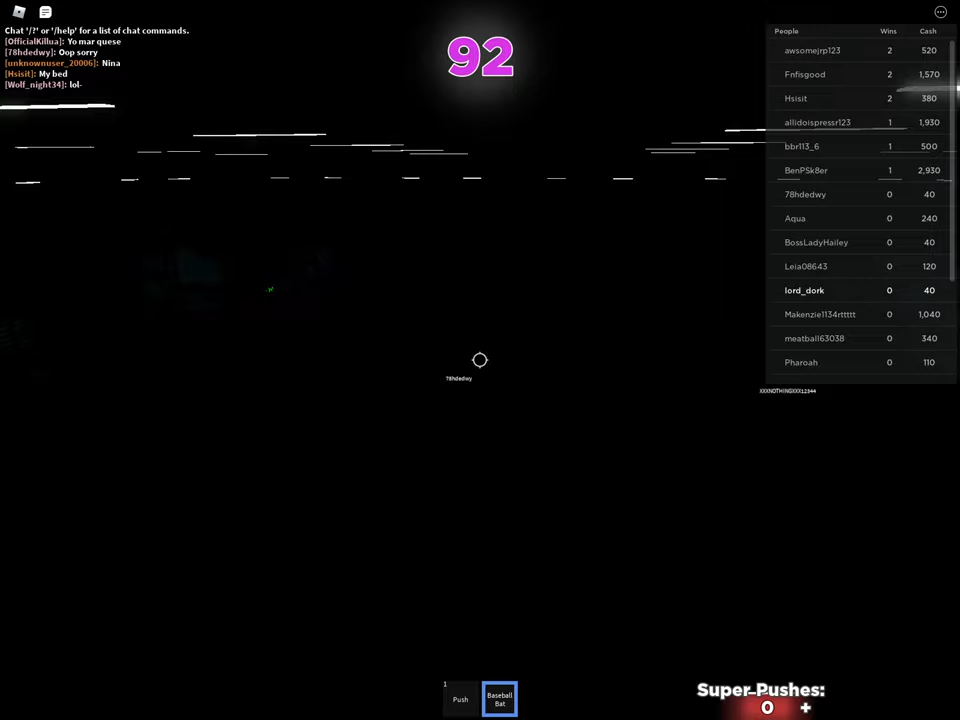 Chat '/?' or '/help' for a list of chat commands.
[OfficialKillua]: Yo mar quese
[78hdedwy]: Oop sorry
[unknownuser_20006]: Nina
[Hsisit]: My bed
[Wolf_night34]: lol-
92
People Wins Cash
awsomejrp123 2 520
Fnfisgood 2 1,570
Hsisit 2 380
allidoispressr123 1 1,930
bbr113_6 1 500
BenPSk8er 1 2,930
78hdedwy 0 40
Aqua 0 240
BossLadyHailey 0 40
Leia08643 0 120
lord_dork 0 40
Makenzie1134rttttt 0 1,040
meatball63038 0 340
Pharoah 0 110
78hdedwy
XXXNOTHINGXXX12344
1
Push
Baseball
Bat
Super Pushes:
0 +